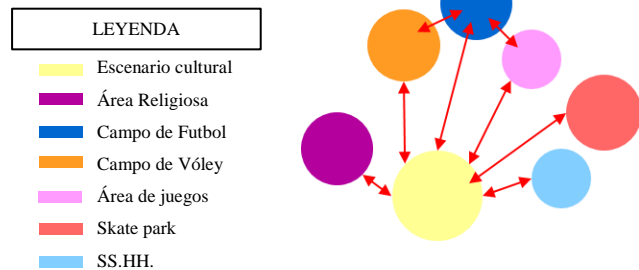 LEYENDA
Escenario cultural
Área Religiosa
Campo de Futbol
Campo de Vóley
Área de juegos
Skate park
SS.HH.